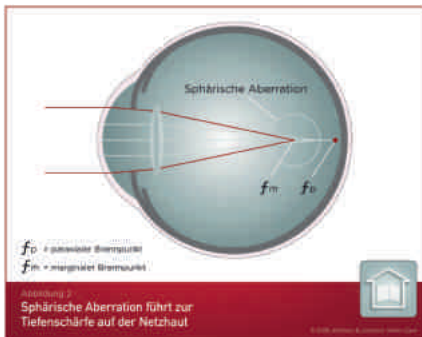 Sphärische Aberration
fm fp
fp = paraxialer Brennpunkt
fm = marginaler Brennpunkt
Abbildung 2
Sphärische Aberration führt zur
Tiefenschärfe auf der Netzhaut